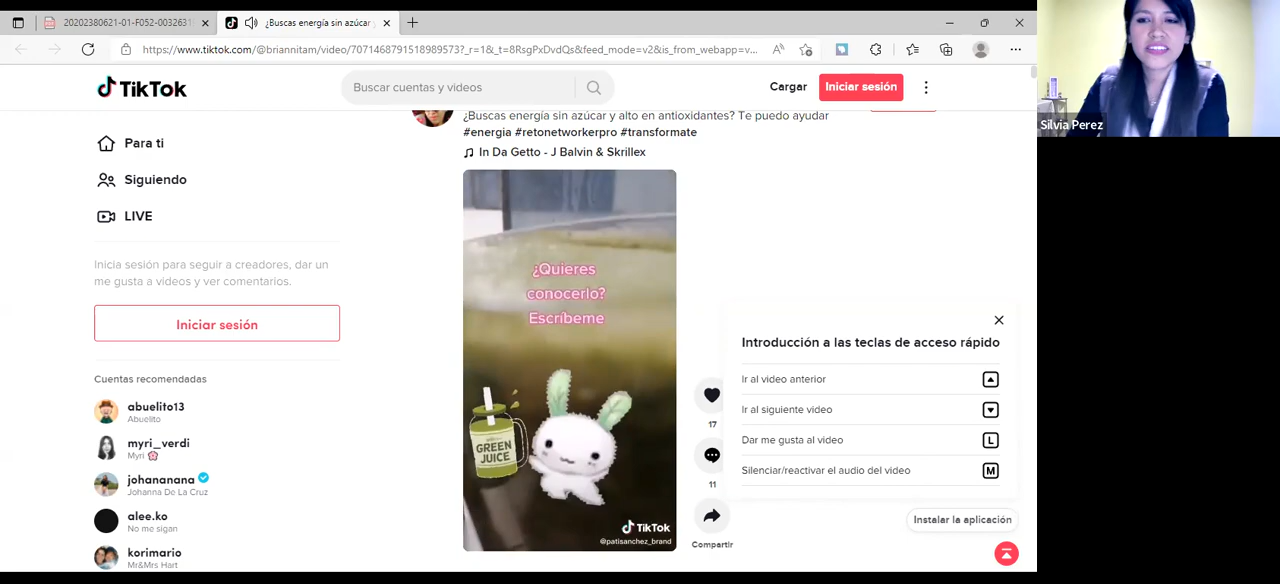 20202380621-01-F052-0032631
¿Buscas energía sin azúcar y
https://www.tiktok.com/@briannitam/video/7071468791518989573?_r=1&_t=8RsgPxDvdQs&feed_mode=v2&is_from_webapp=v...
TikTok
Buscar cuentas y videos
Cargar
Iniciar sesión
Silvia Perez
Para ti
Siguiendo
LIVE
Inicia sesión para seguir a creadores, dar un
me gusta a videos y ver comentarios.
Iniciar sesión
Cuentas recomendadas
abuelito13
Abuelito
myri_verdi
Myri
johananana
Johanna De La Cruz
alee.ko
No me sigan
korimario
Mr&Mrs Hart
¿Buscas energía sin azúcar y alto en antioxidantes? Te puedo ayudar
#energia #retonetworkerpro #transformate
In Da Getto - J Balvin & Skrillex
¿Quieres
conocerlo?
Escríbeme
GREEN
JUICE
TikTok
@patisanchez_brand
17
11
Compartir
Introducción a las teclas de acceso rápido
Ir al video anterior
Ir al siguiente video
Dar me gusta al video L
Silenciar/reactivar el audio del video M
Instalar la aplicación